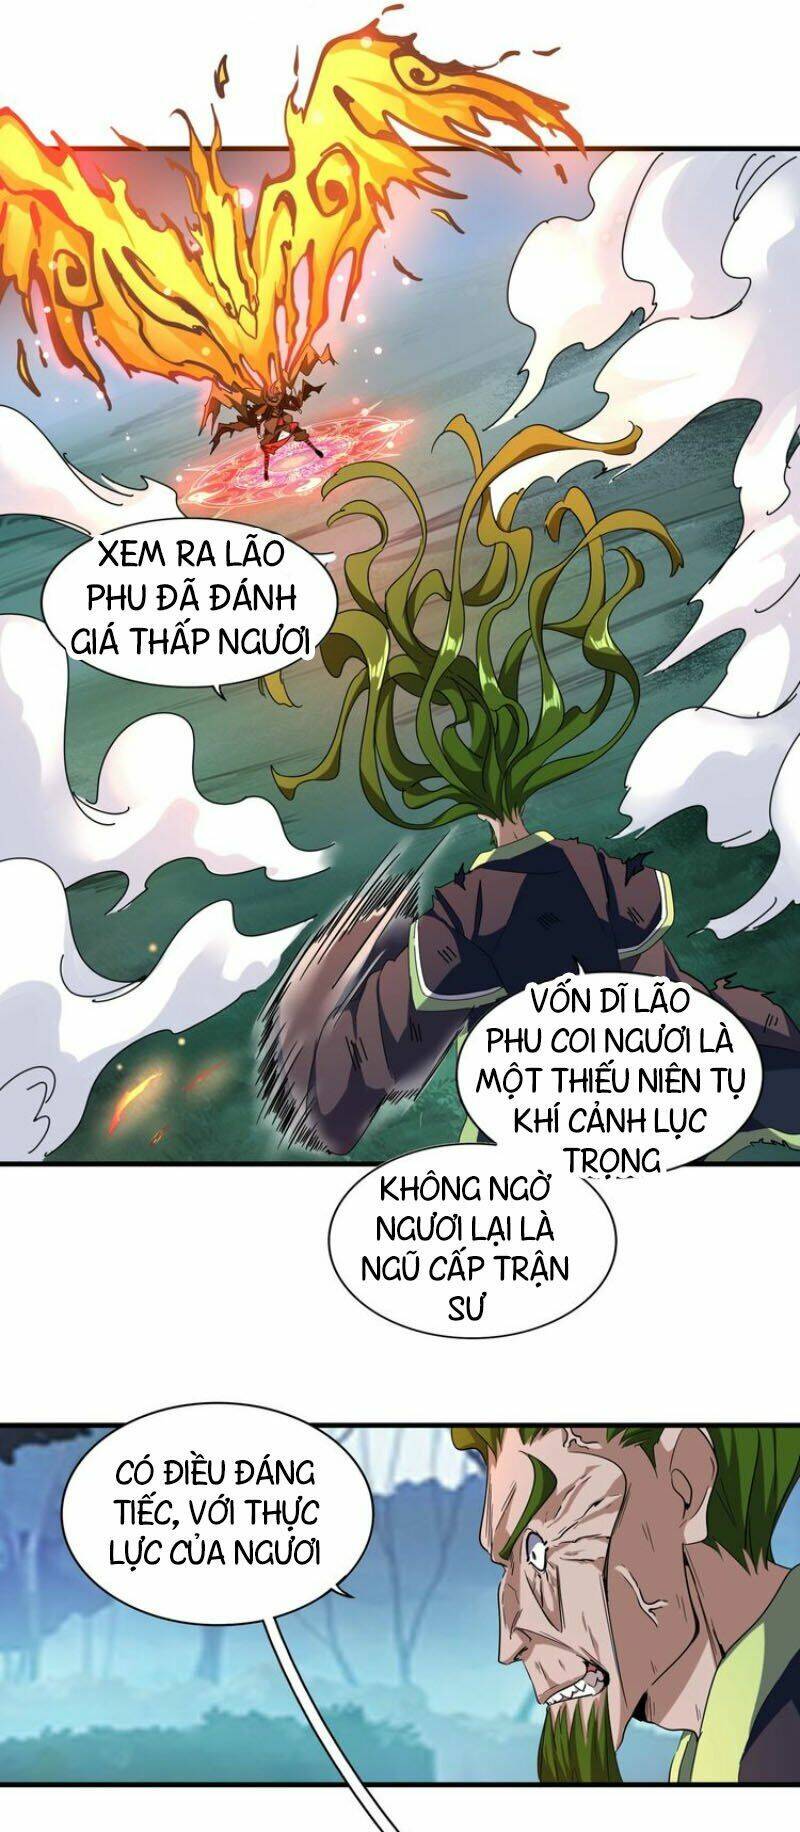 XEM RA LÃO
PHU ĐÃ ĐÁNH
GIÁ THẤP NGƯƠI
VỐN DĨ LÃO
PHU COI NGƯƠI LÀ
MỘT THIẾU NIÊN TỤ
KHÍ CẢNH LỤC
TRỌNG
KHÔNG NGỜ
NGƯƠI LẠI LÀ
NGŨ CẤP TRẬN
SƯ
CÓ ĐIỀU ĐÁNG
TIẾC, VỚI THỰC
LỰC CỦA NGƯƠI